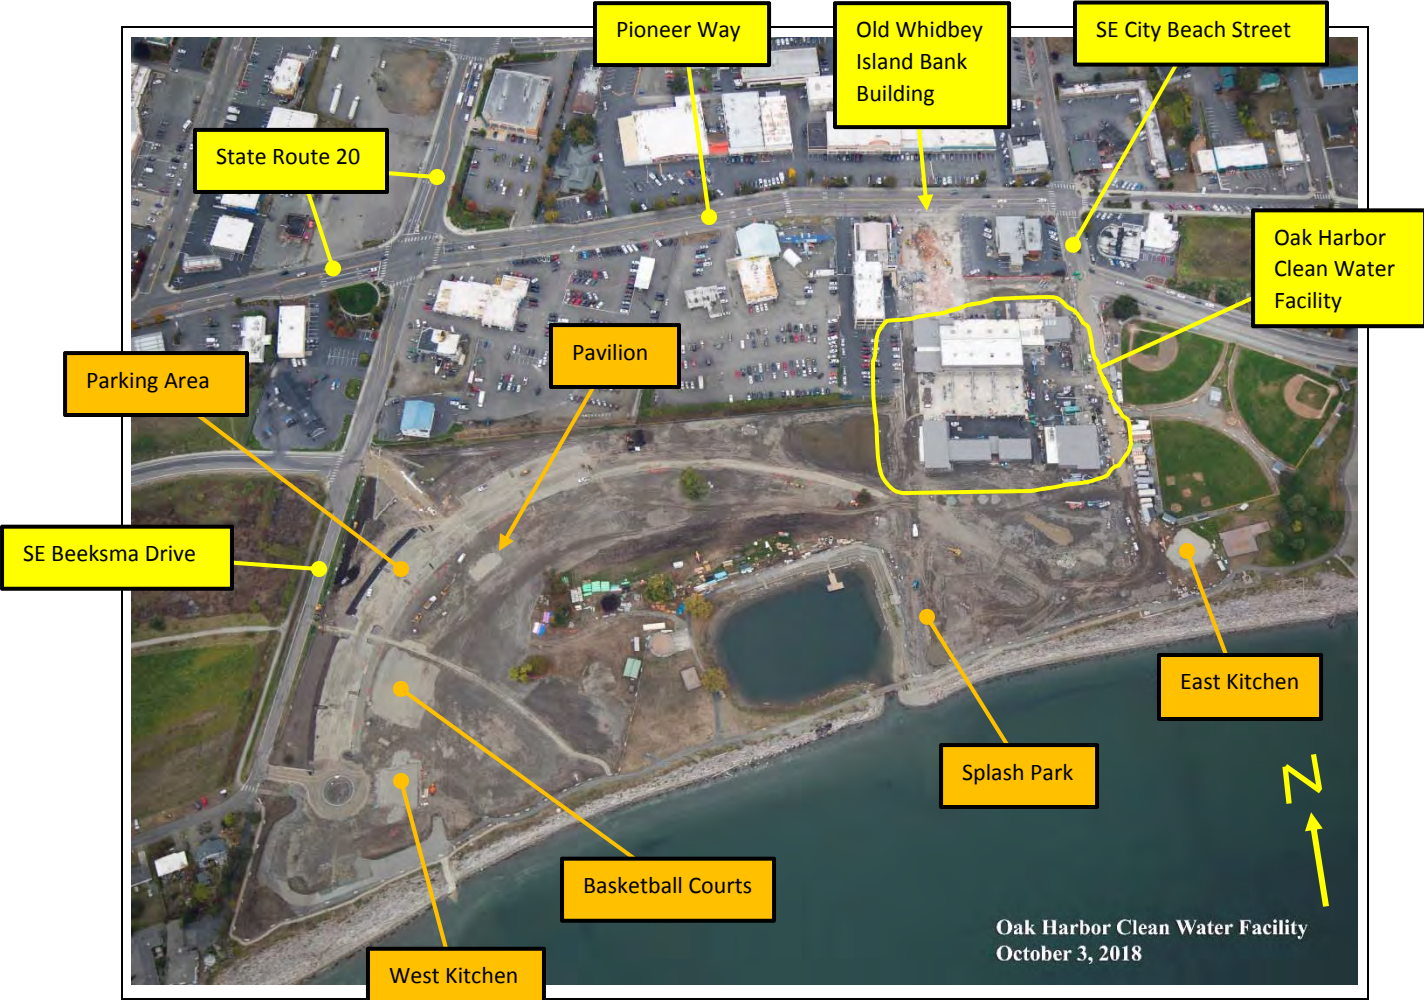 Pioneer Way
Old Whidbey
Island Bank
Building
SE City Beach Street
State Route 20
Oak Harbor
Clean Water
Facility
Pavilion
Parking Area
SE Beeksma Drive
East Kitchen
Splash Park
Basketball Courts
West Kitchen
N
Oak Harbor Clean Water Facility
October 3, 2018